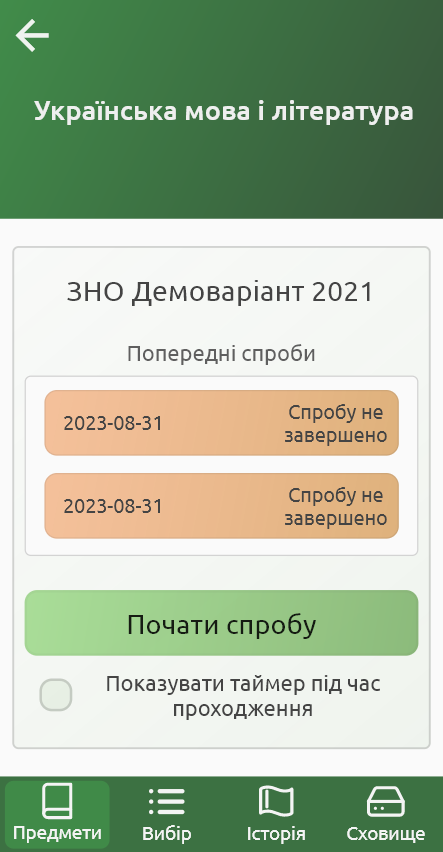 Українська мова і література
ЗНО Демоваріант 2021
Попередні спроби
2023-08-31
Спробу не
завершено
2023-08-31
Спробу не
завершено
Почати спробу
Показувати таймер під час
проходження
Предмети
Вибір
Історія
Сховище